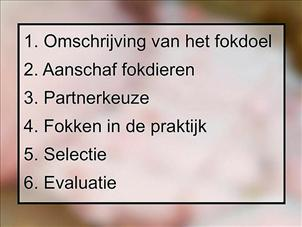 1. Omschrijving van het fokdoel
2. Aanschaf fokdieren
3. Partnerkeuze
4. Fokken in de praktijk
5. Selectie
6. Evaluatie